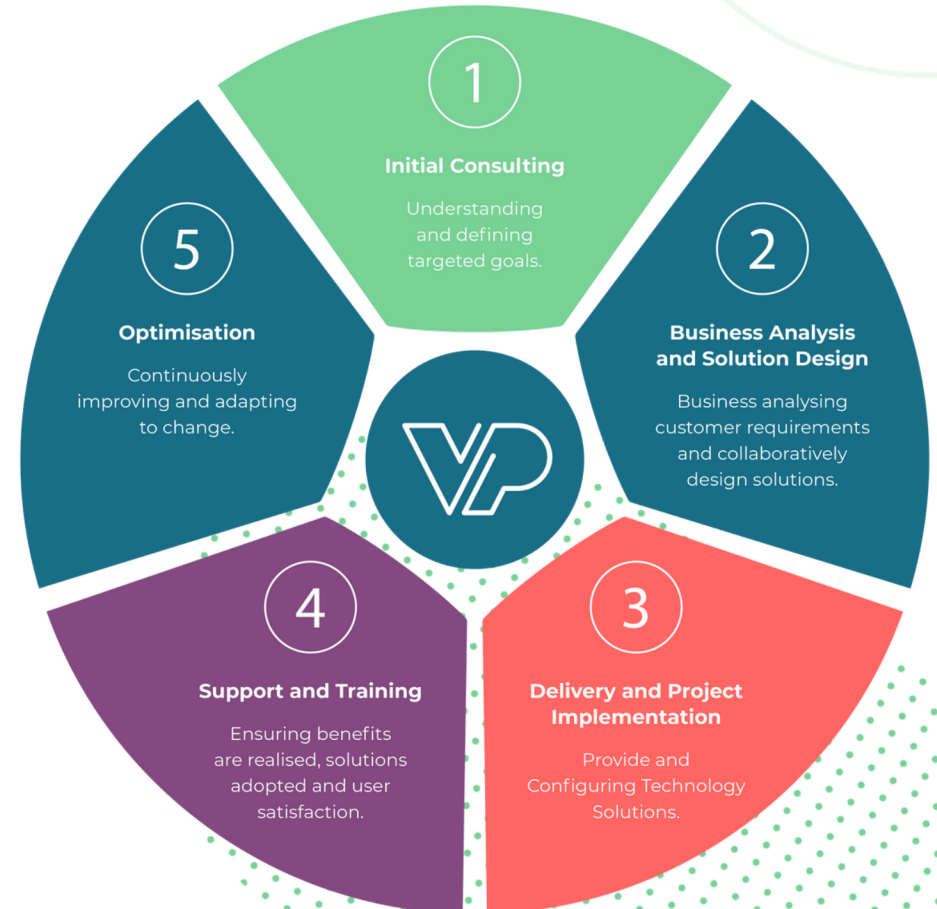 1
Initial Consulting
Understanding
and defining
targeted goals.
2
Business Analysis
and Solution Design
Business analysing
customer requirements
and collaboratively
design solutions.
3
Delivery and Project
Implementation
Provide and
Configuring Technology
Solutions.
4
Support and Training
Ensuring benefits
are realised, solutions
adopted and user
satisfaction.
5
Optimisation
Continuously
improving and adapting
to change.
VP